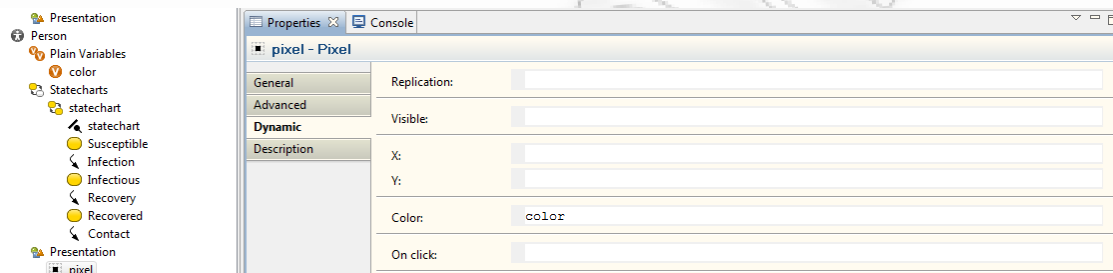 Presentation
Person
Plain Variables
color
Statecharts
statechart
statechart
Susceptible
Infection
Infectious
Recovery
Recovered
Contact
Presentation
pixel
Properties Console
pixel - Pixel
General
Advanced
Dynamic
Description
Replication:
Visible:
X:
Y:
Color: color
On click: